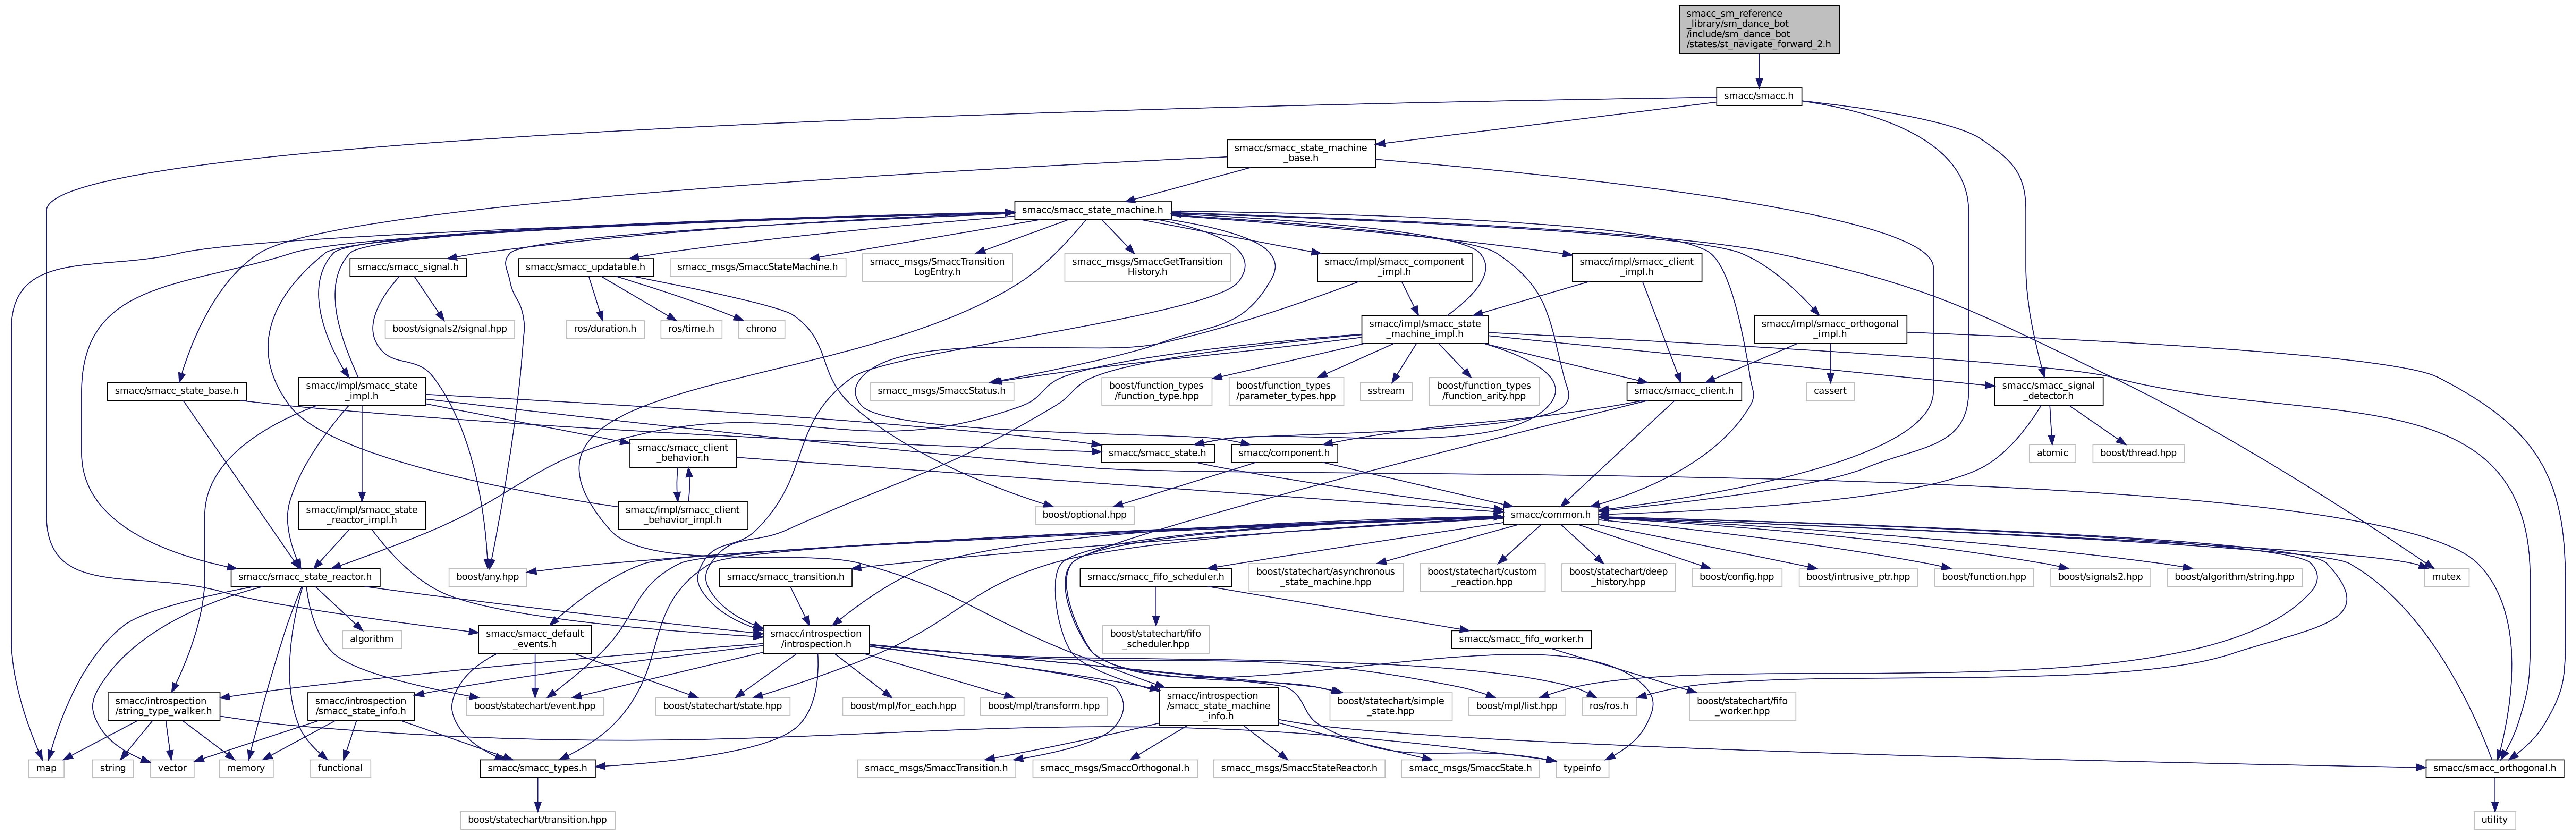 smacc_sm_reference
_library/sm_dance_bot
/include/sm_dance_bot
/states/st_navigate_forward_2.h
smacc/smacc.h
smacc/smacc_state_machine
_base.h
smacc/smacc_state_machine.h
smacc/smacc_signal.h
smacc/smacc_updatable.h
smacc_msgs/SmaccStateMachine.h
smacc_msgs/SmaccTransition
LogEntry.h
smacc_msgs/SmaccGetTransition
History.h
smacc/impl/smacc_component
_impl.h
smacc/impl/smacc_client
_impl.h
boost/signals2/signal.hpp
ros/duration.h
ros/time.h
chrono
smacc/impl/smacc_state
_machine_impl.h
smacc/impl/smacc_orthogonal
_impl.h
smacc/smacc_state_base.h
smacc/impl/smacc_state
_impl.h
smacc_msgs/SmaccStatus.h
boost/function_types
/function_type.hpp
boost/function_types
/parameter_types.hpp
sstream
boost/function_types
/function_arity.hpp
smacc/smacc_client.h
cassert
smacc/smacc_signal
_detector.h
smacc/smacc_client
_behavior.h
smacc/smacc_state.h
smacc/component.h
atomic
boost/thread.hpp
smacc/impl/smacc_state
_reactor_impl.h
smacc/impl/smacc_client
_behavior_impl.h
boost/optional.hpp
smacc/common.h
smacc/smacc_state_reactor.h
boost/any.hpp
smacc/smacc_transition.h
smacc/smacc_fifo_scheduler.h
boost/statechart/asynchronous
_state_machine.hpp
boost/statechart/custom
_reaction.hpp
boost/statechart/deep
_history.hpp
boost/config.hpp
boost/intrusive_ptr.hpp
boost/function.hpp
boost/signals2.hpp
boost/algorithm/string.hpp
mutex
algorithm
smacc/smacc_default
_events.h
smacc/introspection
/introspection.h
boost/statechart/fifo
_scheduler.hpp
smacc/smacc_fifo_worker.h
smacc/introspection
/string_type_walker.h
smacc/introspection
/smacc_state_info.h
boost/statechart/event.hpp
boost/statechart/state.hpp
boost/mpl/for_each.hpp
boost/mpl/transform.hpp
smacc/introspection
/smacc_state_machine
_info.h
boost/statechart/simple
_state.hpp
boost/mpl/list.hpp
ros/ros.h
boost/statechart/fifo
_worker.hpp
map
string
vector
memory
functional
smacc/smacc_types.h
smacc_msgs/SmaccTransition.h
smacc_msgs/SmaccOrthogonal.h
smacc_msgs/SmaccStateReactor.h
smacc_msgs/SmaccState.h
typeinfo
smacc/smacc_orthogonal.h
boost/statechart/transition.hpp
utility